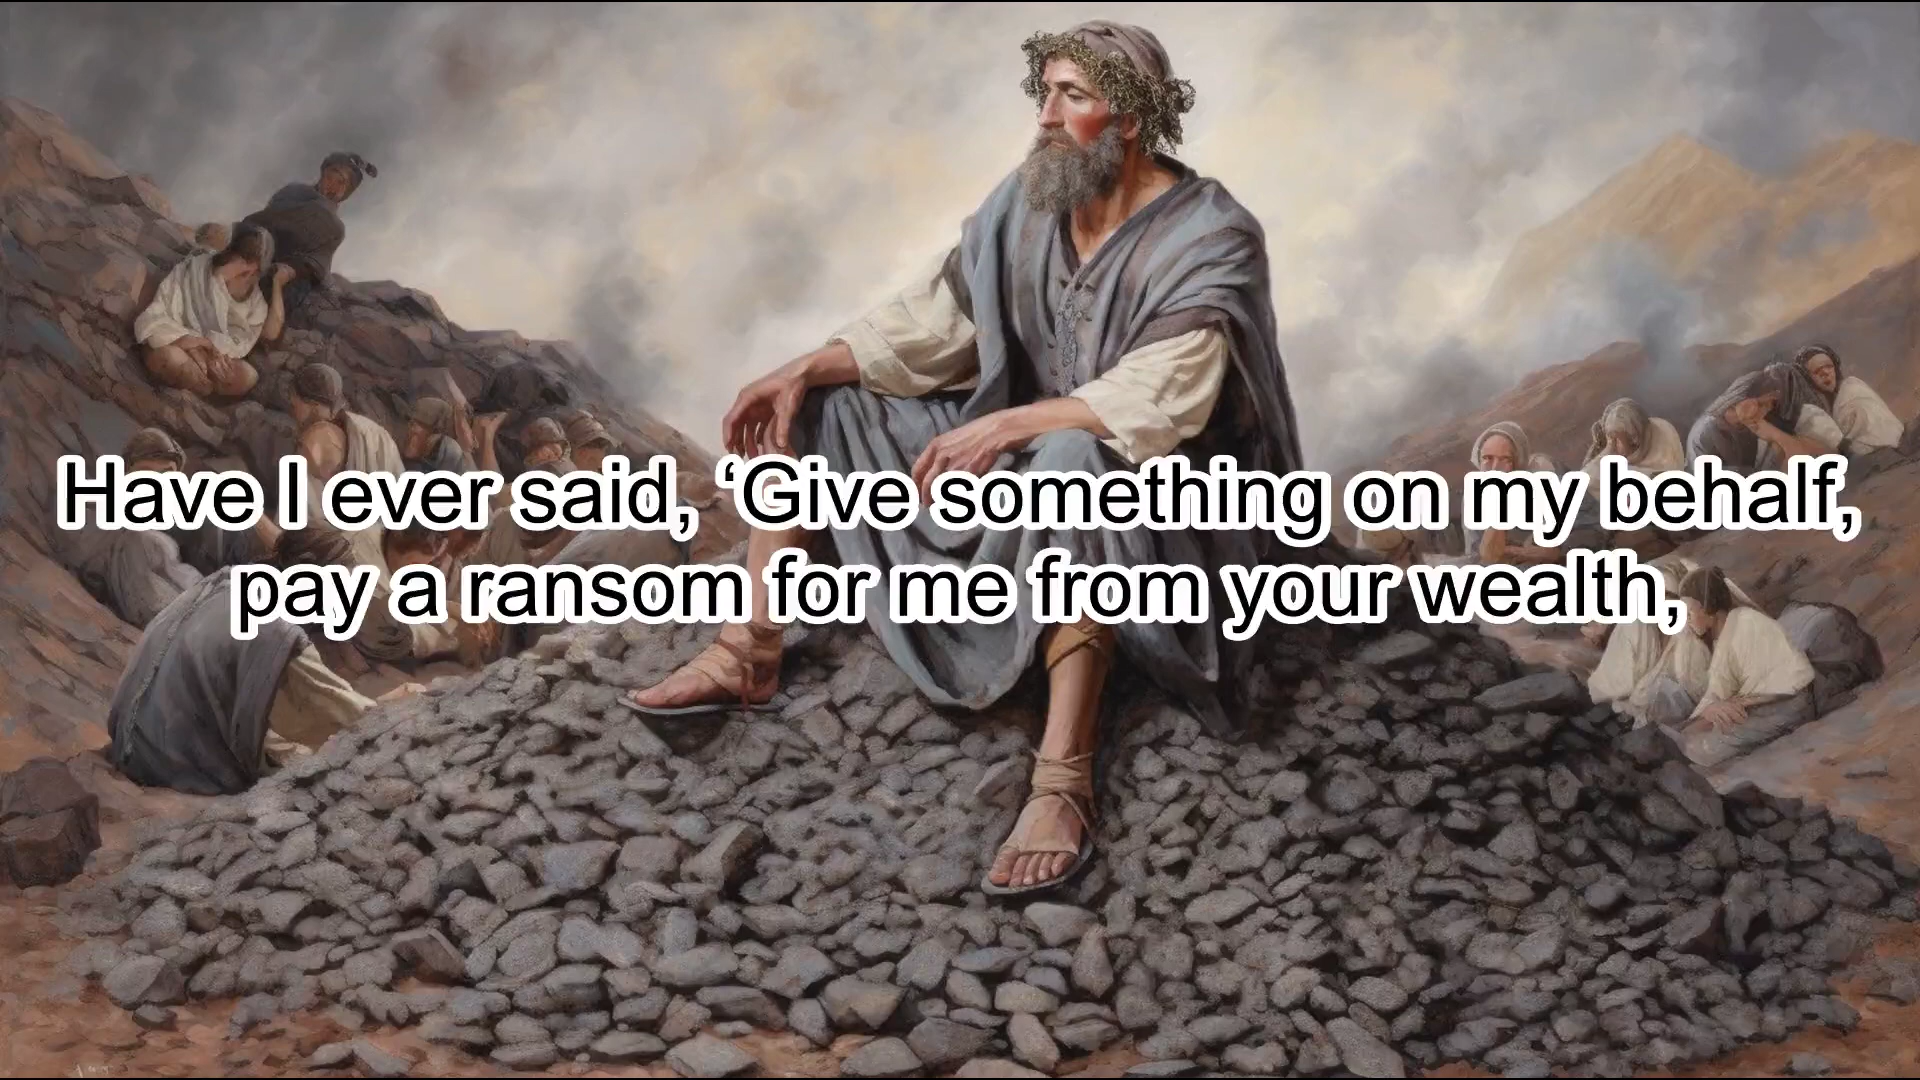 Have I ever said, ‘Give something on my behalf,
pay a ransom for me from your wealth,